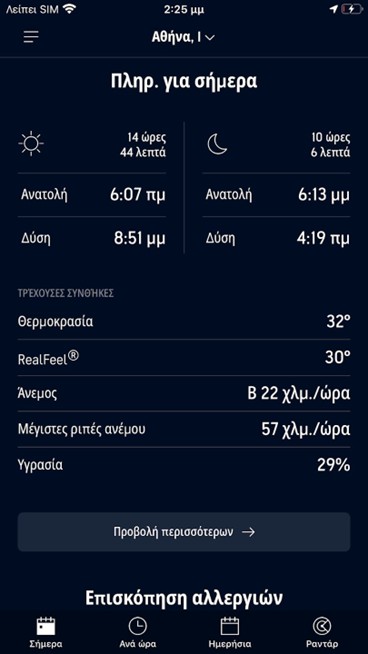 Λείπει SIM 2:25 μμ
Αθήνα, Ι
Πληρ. για σήμερα
14 ώρες
44 λεπτά
10 ώρες
6 λεπτά
Ανατολή 6:07 πμ Ανατολή 6:13 μμ
Δύση 8:51 μμ Δύση 4:19 πμ
ΤΡΈΧΟΥΣΕΣ ΣΥΝΘΉΚΕΣ
Θερμοκρασία 32°
RealFeel® 30°
Άνεμος Β 22 χλμ./ώρα
Μέγιστες ριπές ανέμου 57 χλμ./ώρα
Υγρασία 29%
Προβολή περισσότερων →
Επισκόπηση αλλεργιών
Σήμερα Ανά ώρα Ημερήσια Ραντάρ